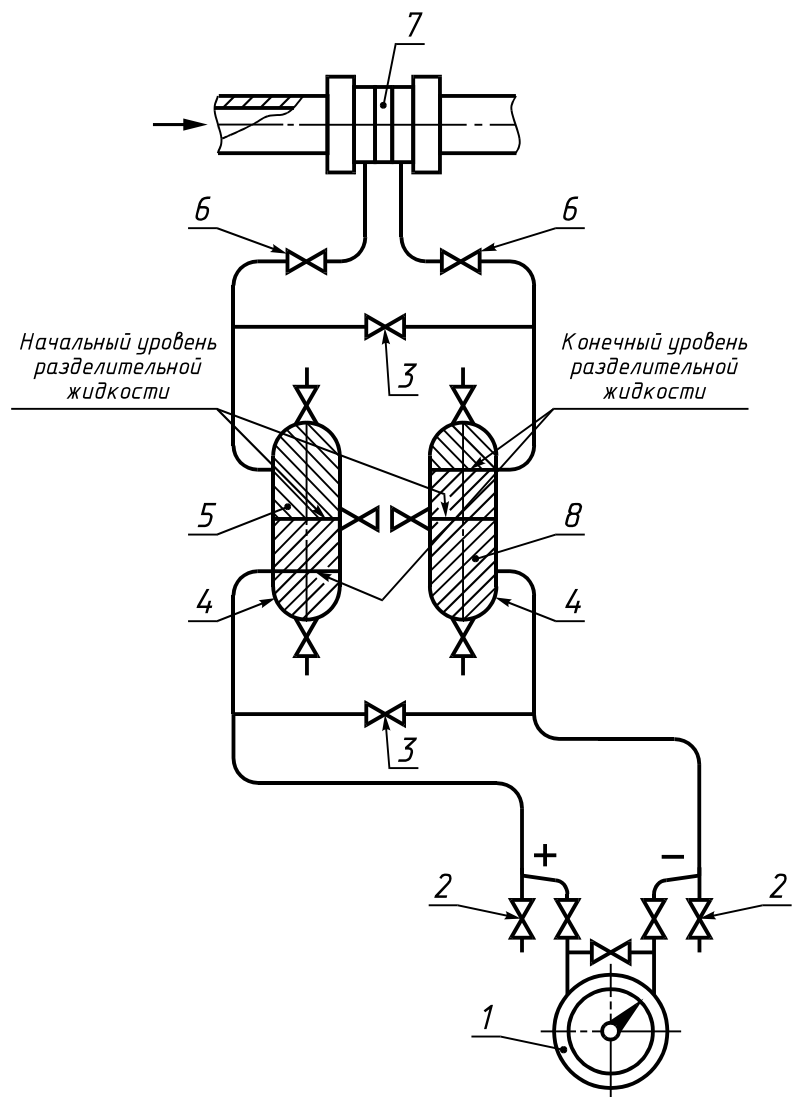 7
6
6
Начальный уровень
разделительной
жидкости
Конечный уровень
разделительной
жидкости
3
5
8
4
4
3
+
−
2
2
1